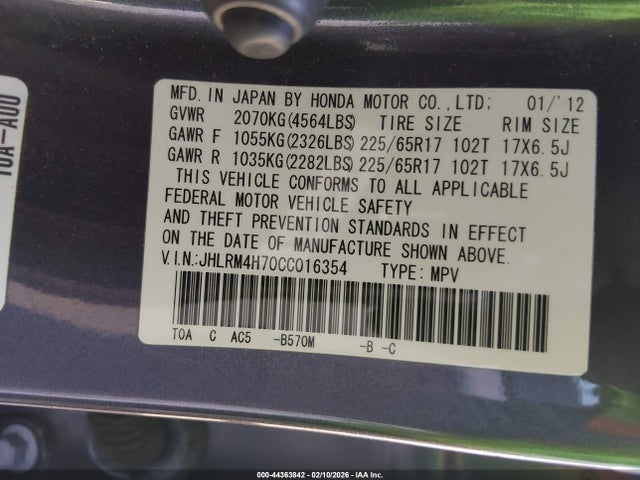 MFD. IN JAPAN BY HONDA MOTOR CO., LTD: 01/'12
GVWR 2070KG(4564LBS) TIRE SIZE RIM SIZE
GAWR F 1055KG(2326LBS) 225/65R17 102T 17X6.5J
GAWR R 1035KG(2282LBS) 225/65R17 102T 17X6.5J
THIS VEHICLE CONFORMS TO ALL APPLICABLE
FEDERAL MOTOR VEHICLE SAFETY
AND THEFT PREVENTION STANDARDS IN EFFECT
ON THE DATE OF MANUFACTURE SHOWN ABOVE.
V.I.N:JHLRM4H70CC016354 TYPE: MPV
T0A C AC5 -B570M -B -C
T0A-A00
000-44363842 - 02/10/2026 - IAA Inc.